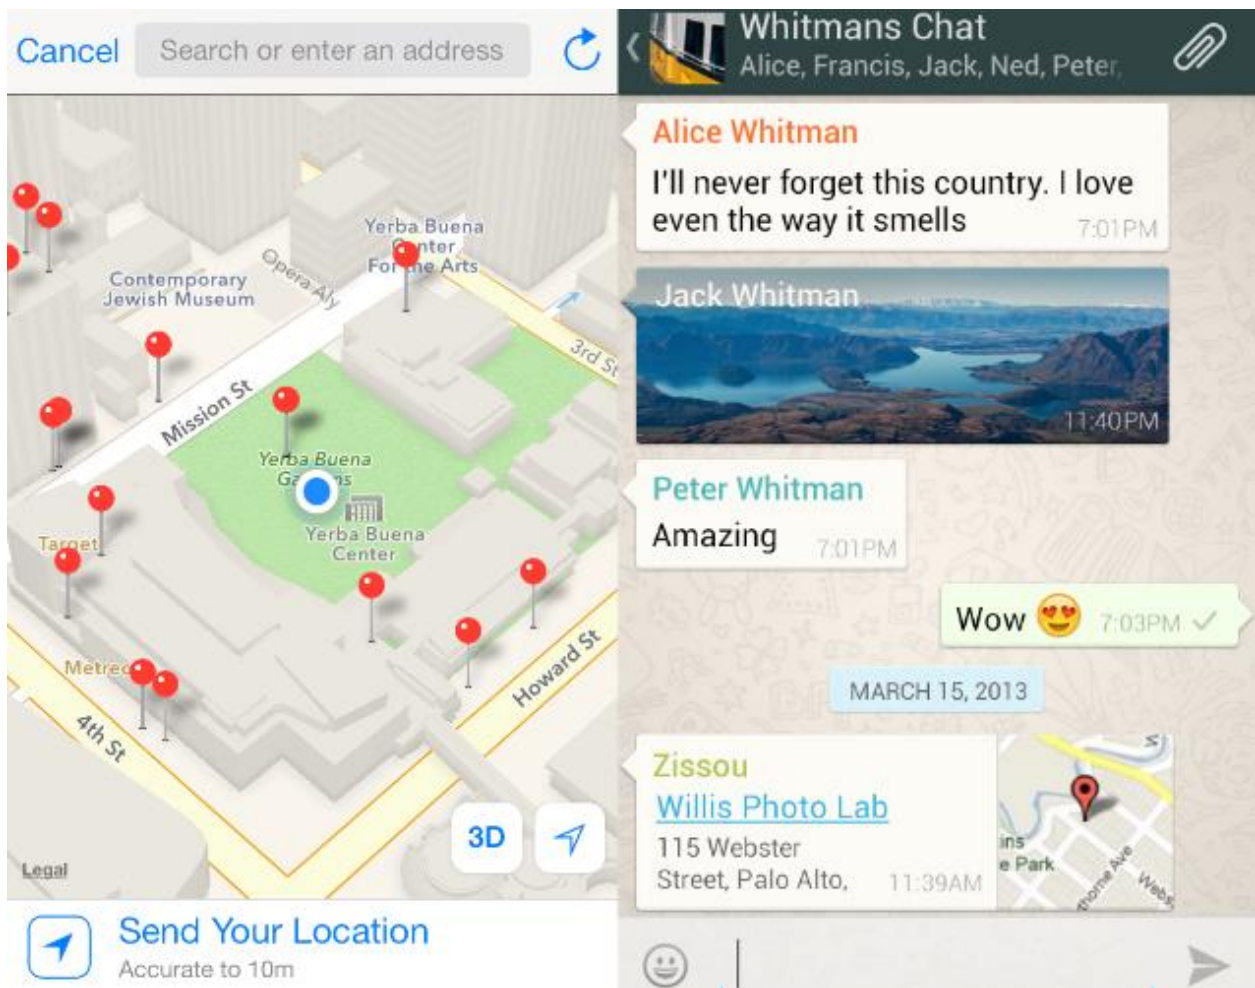 Cancel
Search or enter an address
Yerba Buena
Center
For the Arts
Opera Aly
Contemporary
Jewish Museum
3rd St
Mission St
Yerba Buena
Gardens
Yerba Buena
Center
Target
Metreo
Howard St
4th St
3D
Legal
Send Your Location
Accurate to 10m
Whitmans Chat
Alice, Francis, Jack, Ned, Peter,
Alice Whitman
I'll never forget this country. I love
even the way it smells
7:01PM
Jack Whitman
11:40PM
Peter Whitman
Amazing
7:01PM
Wow 😍 7:03PM
MARCH 15, 2013
Zissou
Willis Photo Lab
115 Webster
Street, Palo Alto,
11:39AM
e Park